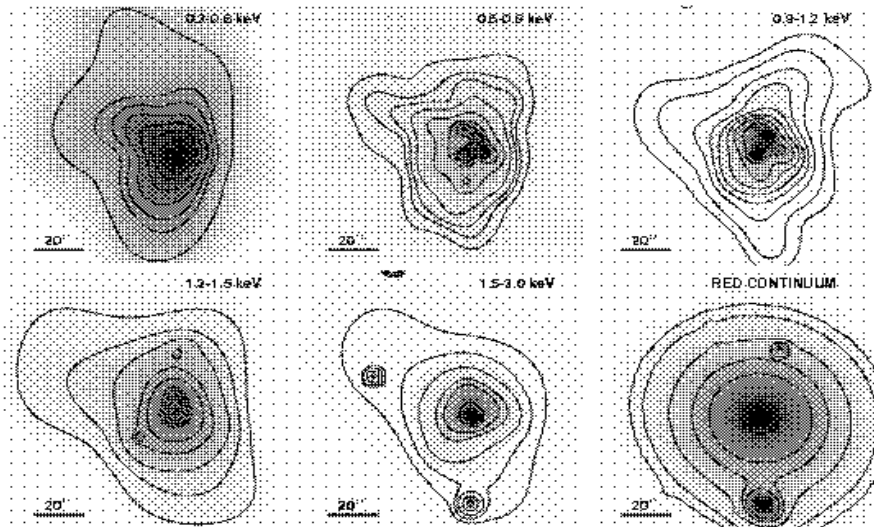 0.3-0.6 keV
0.6-0.9 keV
0.9-1.2 keV
20''
20''
20''
1.2-1.5 keV
1.5-3.0 keV
RED CONTINUUM
20''
20''
20''